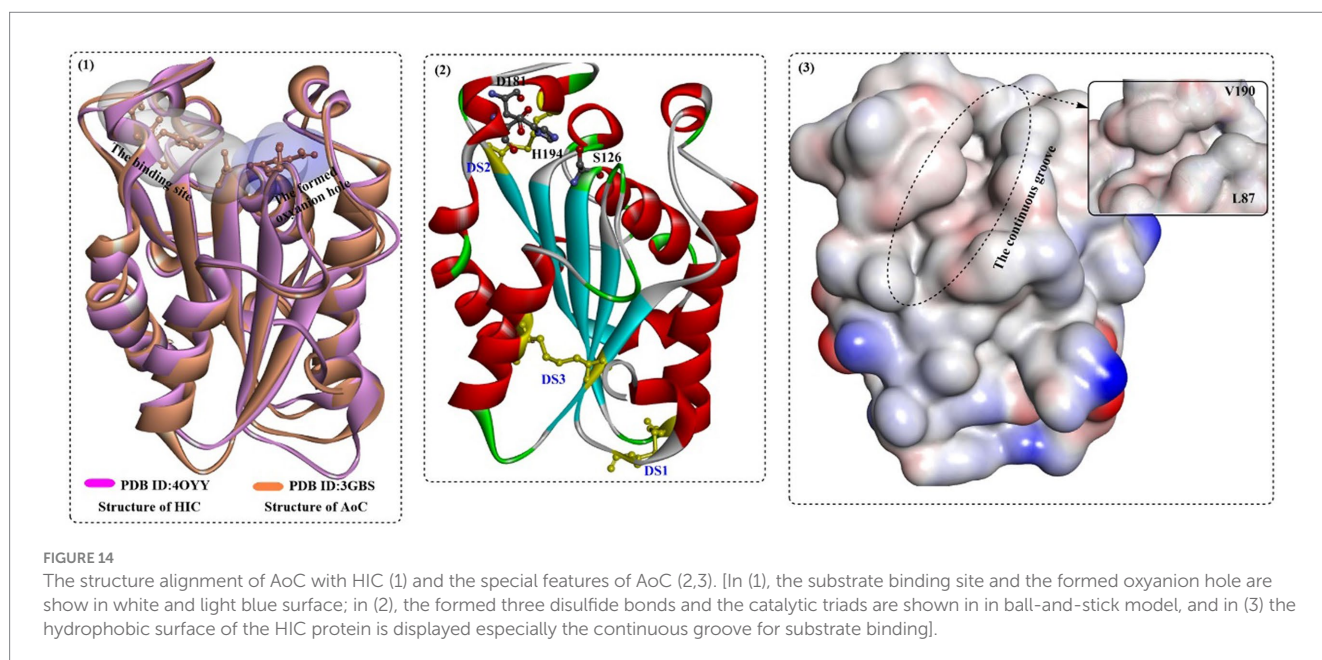 (1)
The binding site
The formed
oxyanion hole
PDB ID:4OYY
Structure of HIC
PDB ID:3GBS
Structure of AoC
(2)
D181
H194
S126
DS2
DS3
DS1
(3)
The continuous groove
V190
L87
FIGURE 14
The structure alignment of AoC with HIC (1) and the special features of AoC (2,3). [In (1), the substrate binding site and the formed oxyanion hole are
show in white and light blue surface; in (2), the formed three disulfide bonds and the catalytic triads are shown in in ball-and-stick model, and in (3) the
hydrophobic surface of the HIC protein is displayed especially the continuous groove for substrate binding].